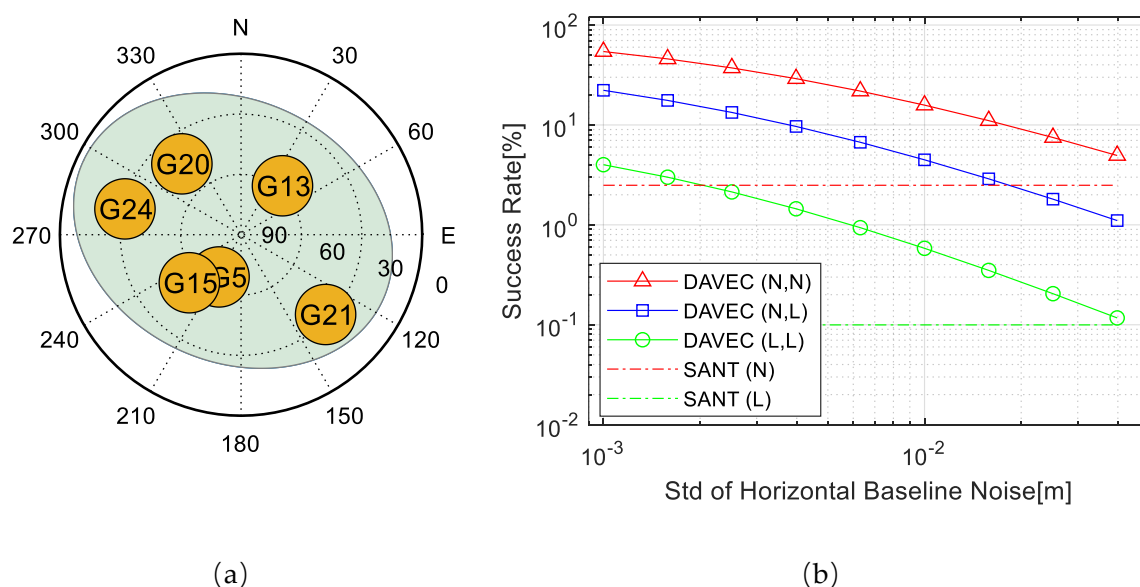 N
330
30
300
60
G20
G13
G24
270
90
60
30
E
0
G15
G5
G21
240
120
210
150
180
(a)
10^2
10^1
10^0
10^-1
10^-2
Success Rate[%]
DAVEC (N,N)
DAVEC (N,L)
DAVEC (L,L)
SANT (N)
SANT (L)
10^-3
10^-2
Std of Horizontal Baseline Noise[m]
(b)